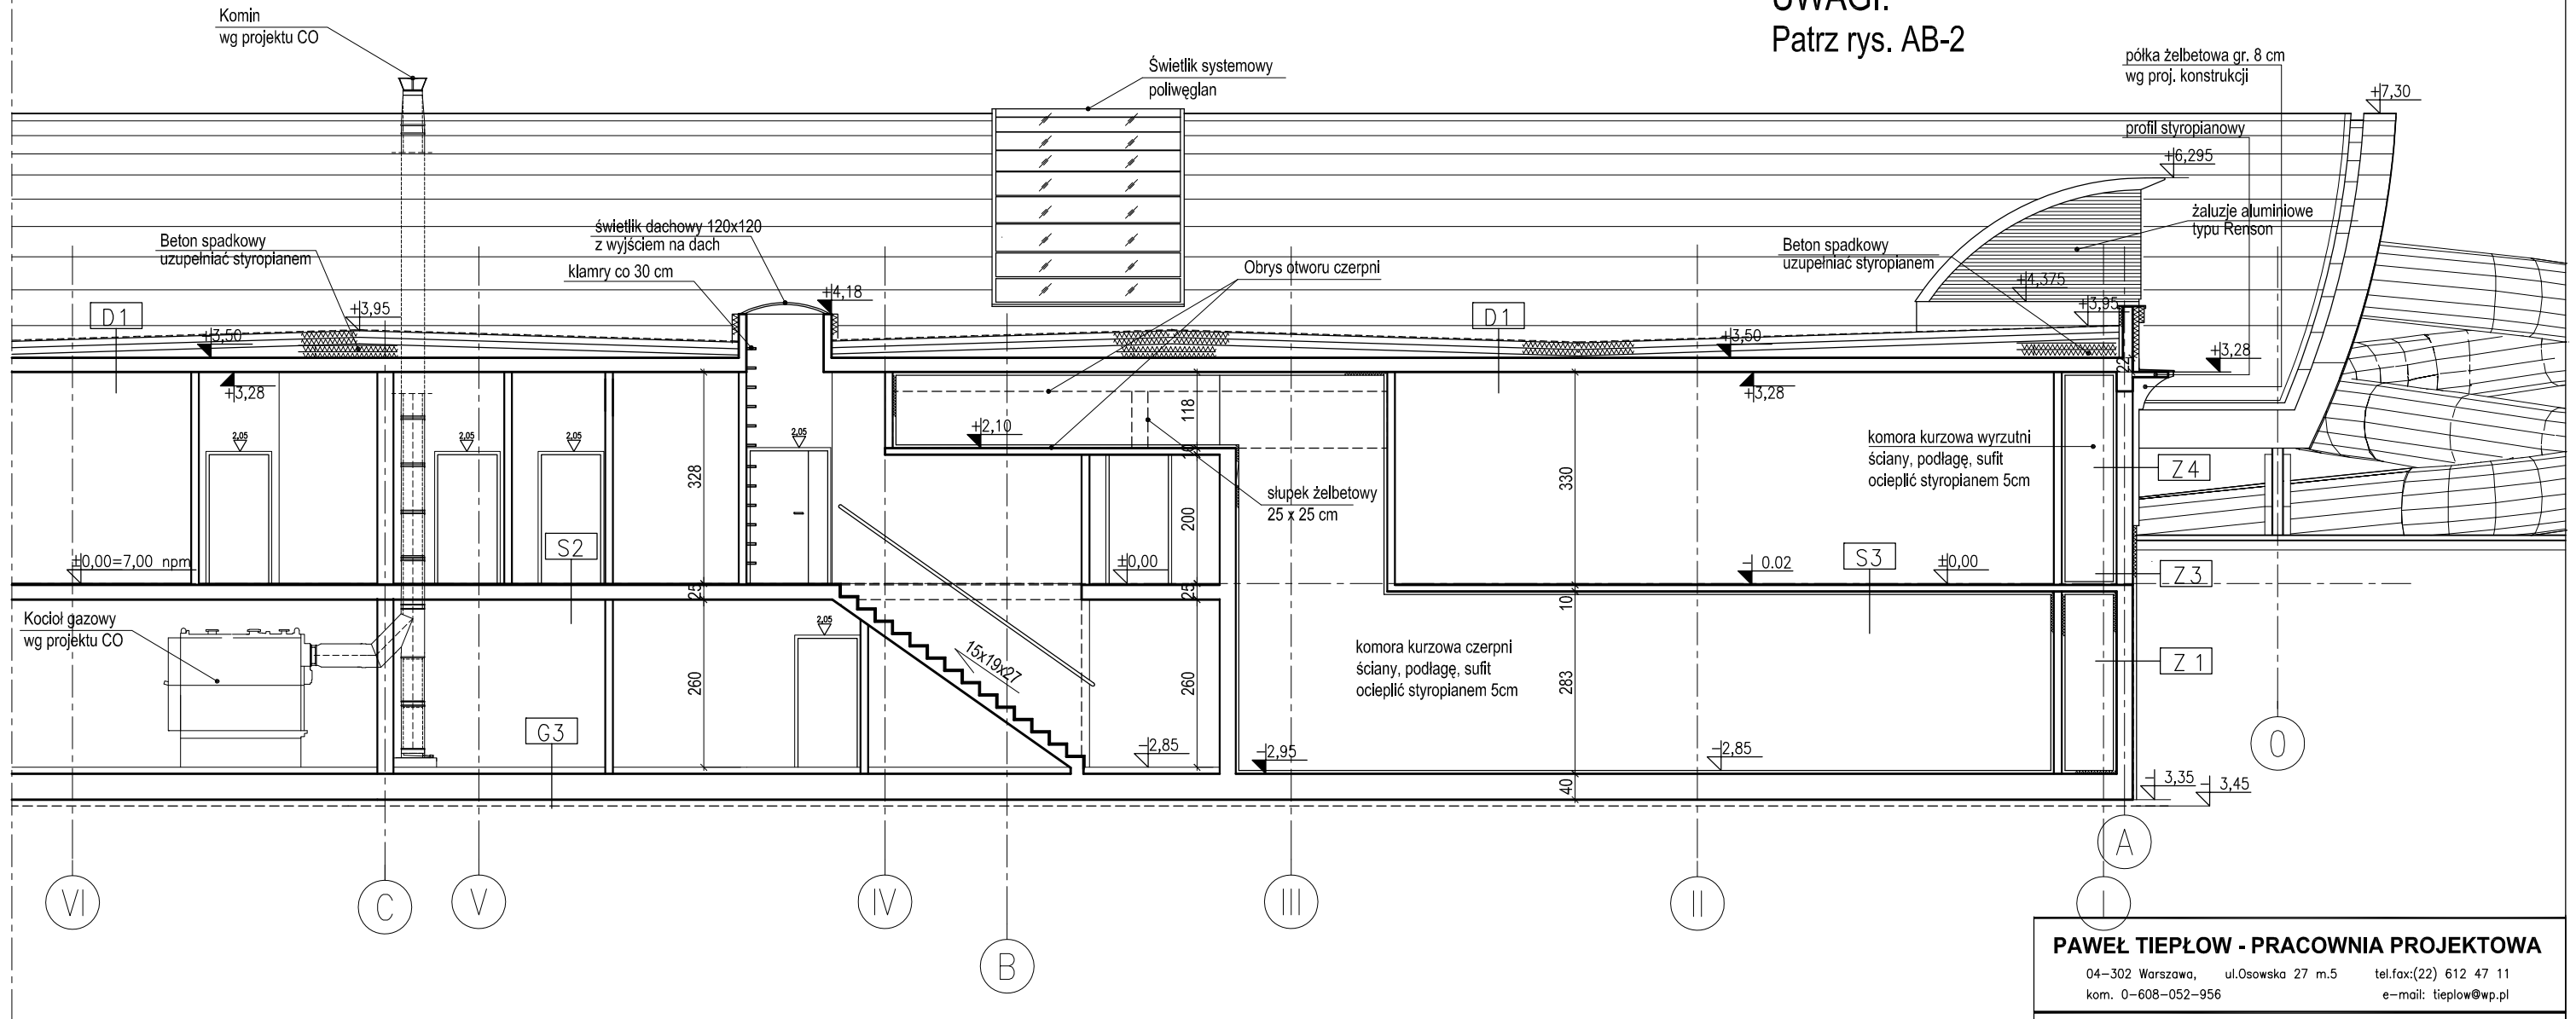 UWAGI:
Patrz rys. AB-2
Komin
wg projektu CO
Świetlik systemowy
poliwęglan
półka żelbetowa gr. 8 cm
wg proj. konstrukcji
+7,30
profil styropianowy
+6,295
żaluzje aluminiowe
typu Renson
świetlik dachowy 120x120
z wyjściem na dach
Beton spadkowy
uzupełniać styropianem
klamry co 30 cm
Obrys otworu czerpni
Beton spadkowy
uzupełniać styropianem
+4,375
+4,18
+3,95
+3,95
D1
D1
+3,50
+3,50
+3,28
+3,28
+3,28
22
118
+2,10
10
2,05
2,05
2,05
2,05
328
330
200
słupek żelbetowy
25 x 25 cm
komora kurzowa wyrzutni
ściany, podłagę, sufit
ocieplić styropianem 5cm
Z4
S2
S3
±0,00=7,00 npm
±0,00
- 0.02
±0,00
Z3
25
25
10
Kocioł gazowy
wg projektu CO
2,05
15x19x27
komora kurzowa czerpni
ściany, podłagę, sufit
ocieplić styropianem 5cm
Z1
260
260
283
G3
-2,85
-2,95
-2,85
40
- 3,35
- 3,45
VI
C
V
IV
B
III
II
I
A
O
PAWEŁ TIEPŁOW - PRACOWNIA PROJEKTOWA
04-302 Warszawa, ul.Osowska 27 m.5 tel.fax:(22) 612 47 11
kom. 0-608-052-956 e-mail: tieplow@wp.pl